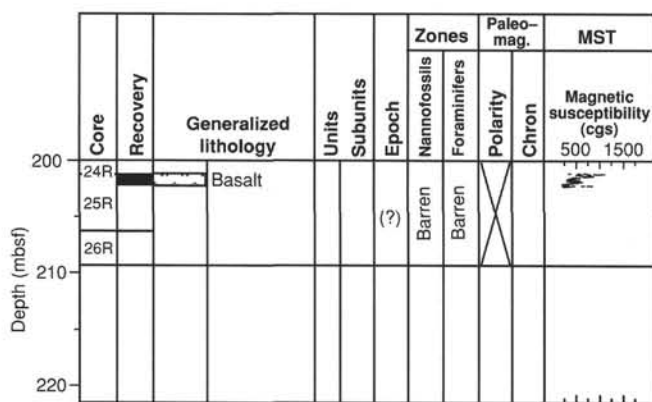 Zones
Paleo–
mag.
MST
Core
Recovery
Generalized
lithology
Units
Subunits
Epoch
Nannofossils
Foraminifers
Polarity
Chron
Magnetic
susceptibility
(cgs)
500 1500
200
24R
Basalt
25R
(?)
Barren
Barren
26R
210
220
Depth (mbsf)